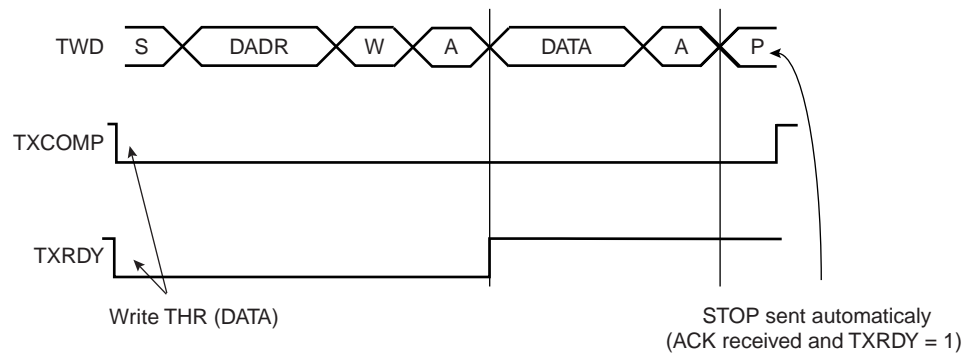 TWD S DADR W A DATA A P
TXCOMP
TXRDY
Write THR (DATA)
STOP sent automaticaly
(ACK received and TXRDY = 1)